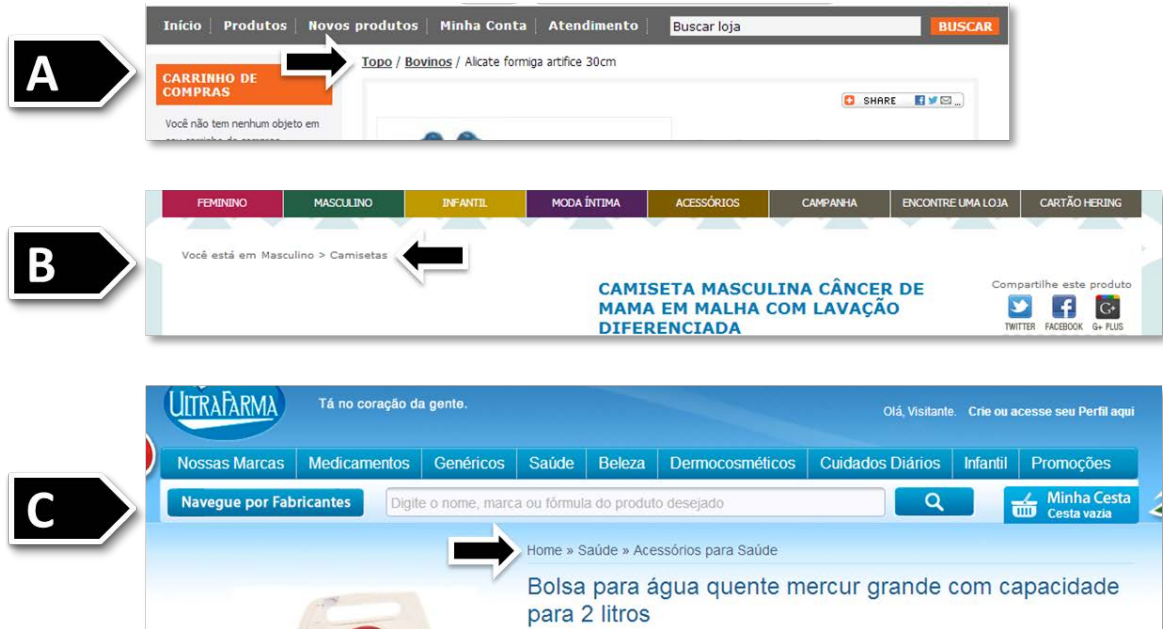 A
Início | Produtos | Novos produtos | Minha Conta | Atendimento | Buscar loja BUSCAR
Topo / Bovinos / Alicate formiga artifice 30cm
CARRINHO DE
COMPRAS
SHARE
Você não tem nenhum objeto em
B
FEMININO MASCULINO INFANTIL MODA ÍNTIMA ACESSÓRIOS CAMPANHA ENCONTRE UMA LOJA CARTÃO HERING
Você está em Masculino > Camisetas
CAMISETA MASCULINA CÂNCER DE
MAMA EM MALHA COM LAVAÇÃO
DIFERENCIADA
Compartilhe este produto
TWITTER FACEBOOK G+ PLUS
C
ULTRAFARMA
Tá no coração da gente.
Olá, Visitante. Crie ou acesse seu Perfil aqui
Nossas Marcas Medicamentos Genéricos Saúde Beleza Dermocosméticos Cuidados Diários Infantil Promoções
Navegue por Fabricantes Digite o nome, marca ou fórmula do produto desejado
Minha Cesta
Cesta vazia
Home » Saúde » Acessórios para Saúde
Bolsa para água quente mercur grande com capacidade
para 2 litros